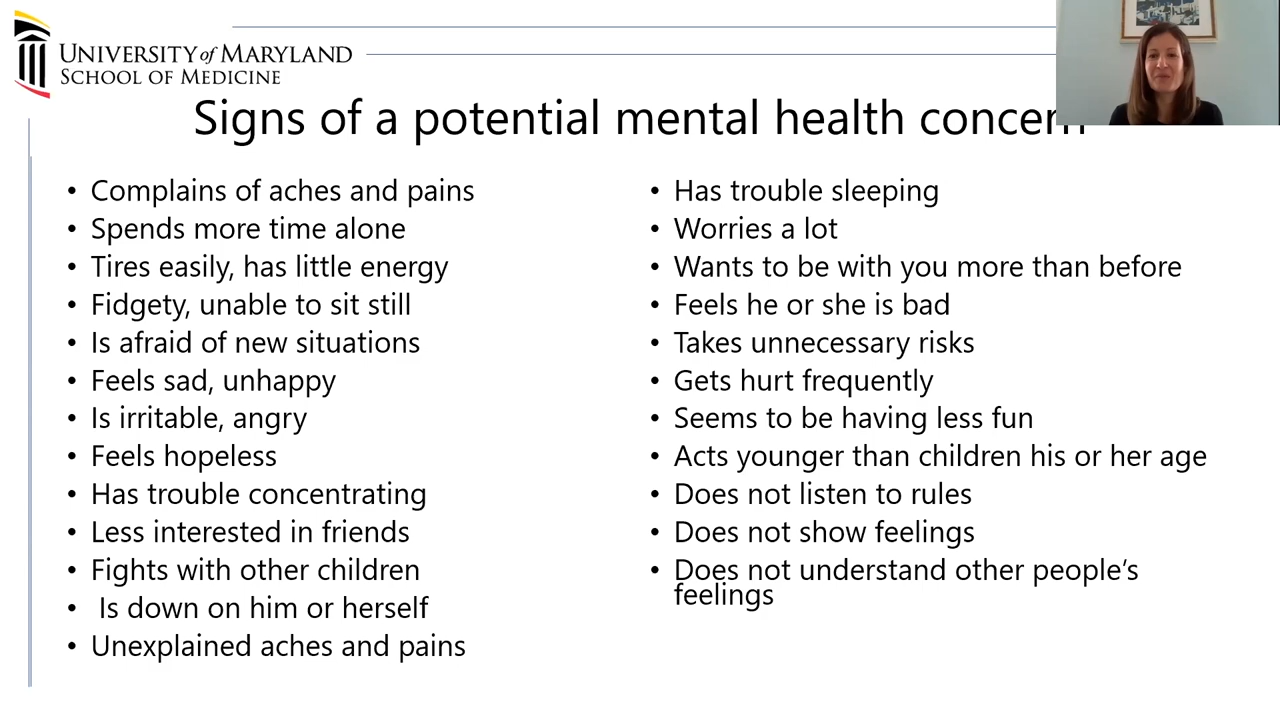 UNIVERSITY of MARYLAND
SCHOOL OF MEDICINE
Signs of a potential mental health concern
• Complains of aches and pains
• Spends more time alone
• Tires easily, has little energy
• Fidgety, unable to sit still
• Is afraid of new situations
• Feels sad, unhappy
• Is irritable, angry
• Feels hopeless
• Has trouble concentrating
• Less interested in friends
• Fights with other children
• Is down on him or herself
• Unexplained aches and pains
• Has trouble sleeping
• Worries a lot
• Wants to be with you more than before
• Feels he or she is bad
• Takes unnecessary risks
• Gets hurt frequently
• Seems to be having less fun
• Acts younger than children his or her age
• Does not listen to rules
• Does not show feelings
• Does not understand other people’s
feelings